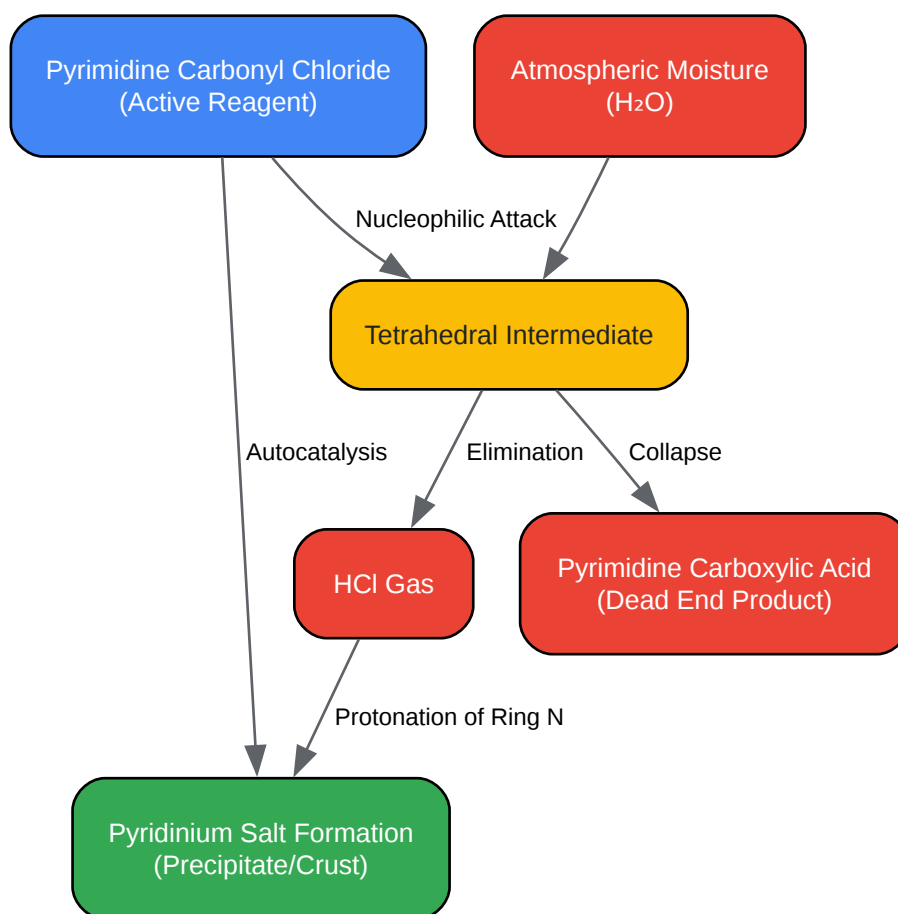 Pyrimidine Carbonyl Chloride
(Active Reagent)
Atmospheric Moisture
(H₂O)
Nucleophilic Attack
Tetrahedral Intermediate
Autocatalysis
Elimination
Collapse
HCl Gas
Pyrimidine Carboxylic Acid
(Dead End Product)
Protonation of Ring N
Pyridinium Salt Formation
(Precipitate/Crust)